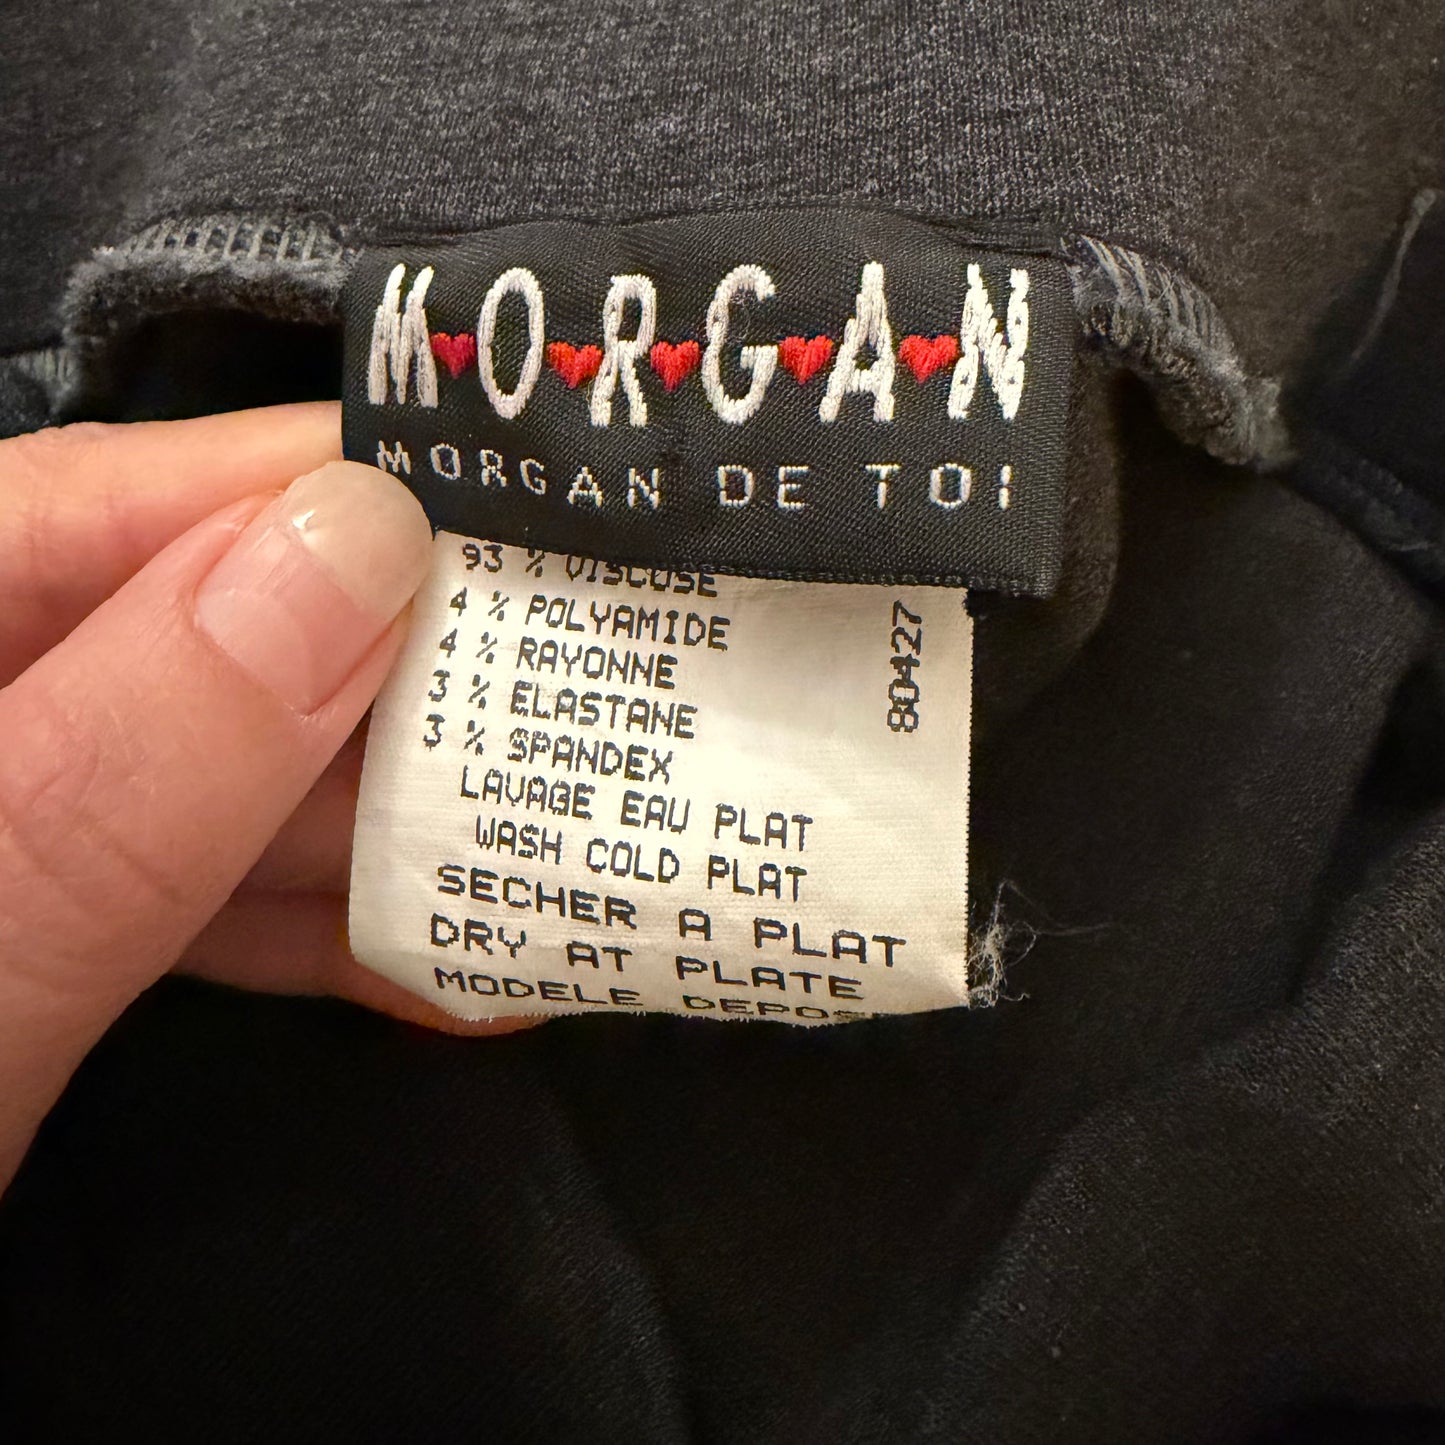 MORGAN
MORGAN DE TOI
93 % VISCOSE
4 % POLYAMIDE
4 % RAYONNE
3 % ELASTANE
3 % SPANDEX
LAVAGE EAU PLAT
WASH COLD PLAT
SECHER A PLAT
DRY AT PLATE
MODELE
80427